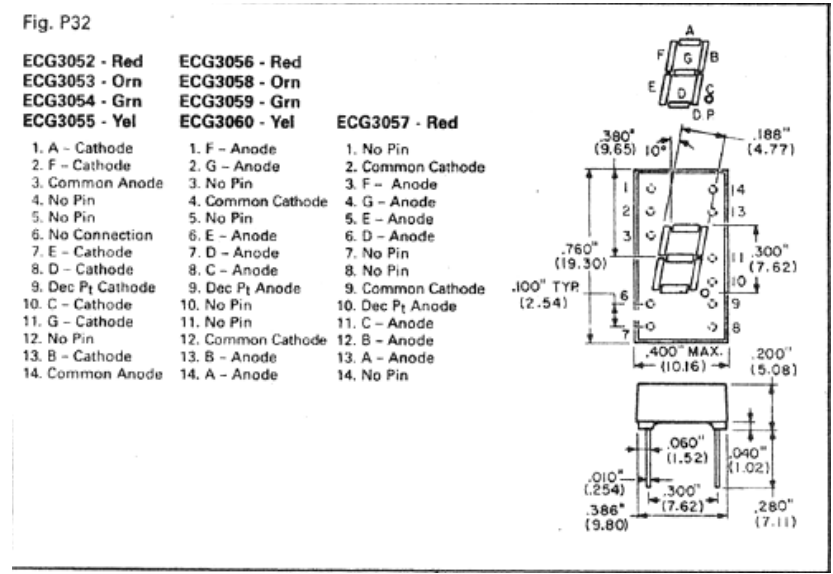 Fig. P32
ECG3052 - Red
ECG3053 - Orn
ECG3054 - Grn
ECG3055 - Yel
1. A – Cathode
2. F – Cathode
3. Common Anode
4. No Pin
5. No Pin
6. No Connection
7. E – Cathode
8. D – Cathode
9. Dec Pt Cathode
10. C – Cathode
11. G – Cathode
12. No Pin
13. B – Cathode
14. Common Anode
ECG3056 - Red
ECG3058 - Orn
ECG3059 - Grn
ECG3060 - Yel
1. F – Anode
2. G – Anode
3. No Pin
4. Common Cathode
5. No Pin
6. E – Anode
7. D – Anode
8. C – Anode
9. Dec Pt Anode
10. No Pin
11. No Pin
12. Common Cathode
13. B – Anode
14. A – Anode
ECG3057 - Red
1. No Pin
2. Common Cathode
3. F – Anode
4. G – Anode
5. E – Anode
6. D – Anode
7. No Pin
8. No Pin
9. Common Cathode
10. Dec Pt Anode
11. C – Anode
12. B – Anode
13. A – Anode
14. No Pin
A
F G B
E D C
D.P
.380"
(9.65)
10°
.188"
(4.77)
1 14
2 13
3
11
10
6 9
7 8
.760"
(19.30)
.300"
(7.62)
.100" TYP.
(2.54)
.400" MAX.
(10.16)
.200"
(5.08)
.060"
(1.52)
.040"
(1.02)
.010"
(.254)
.300"
(7.62)
.280"
(7.11)
.386"
(9.80)